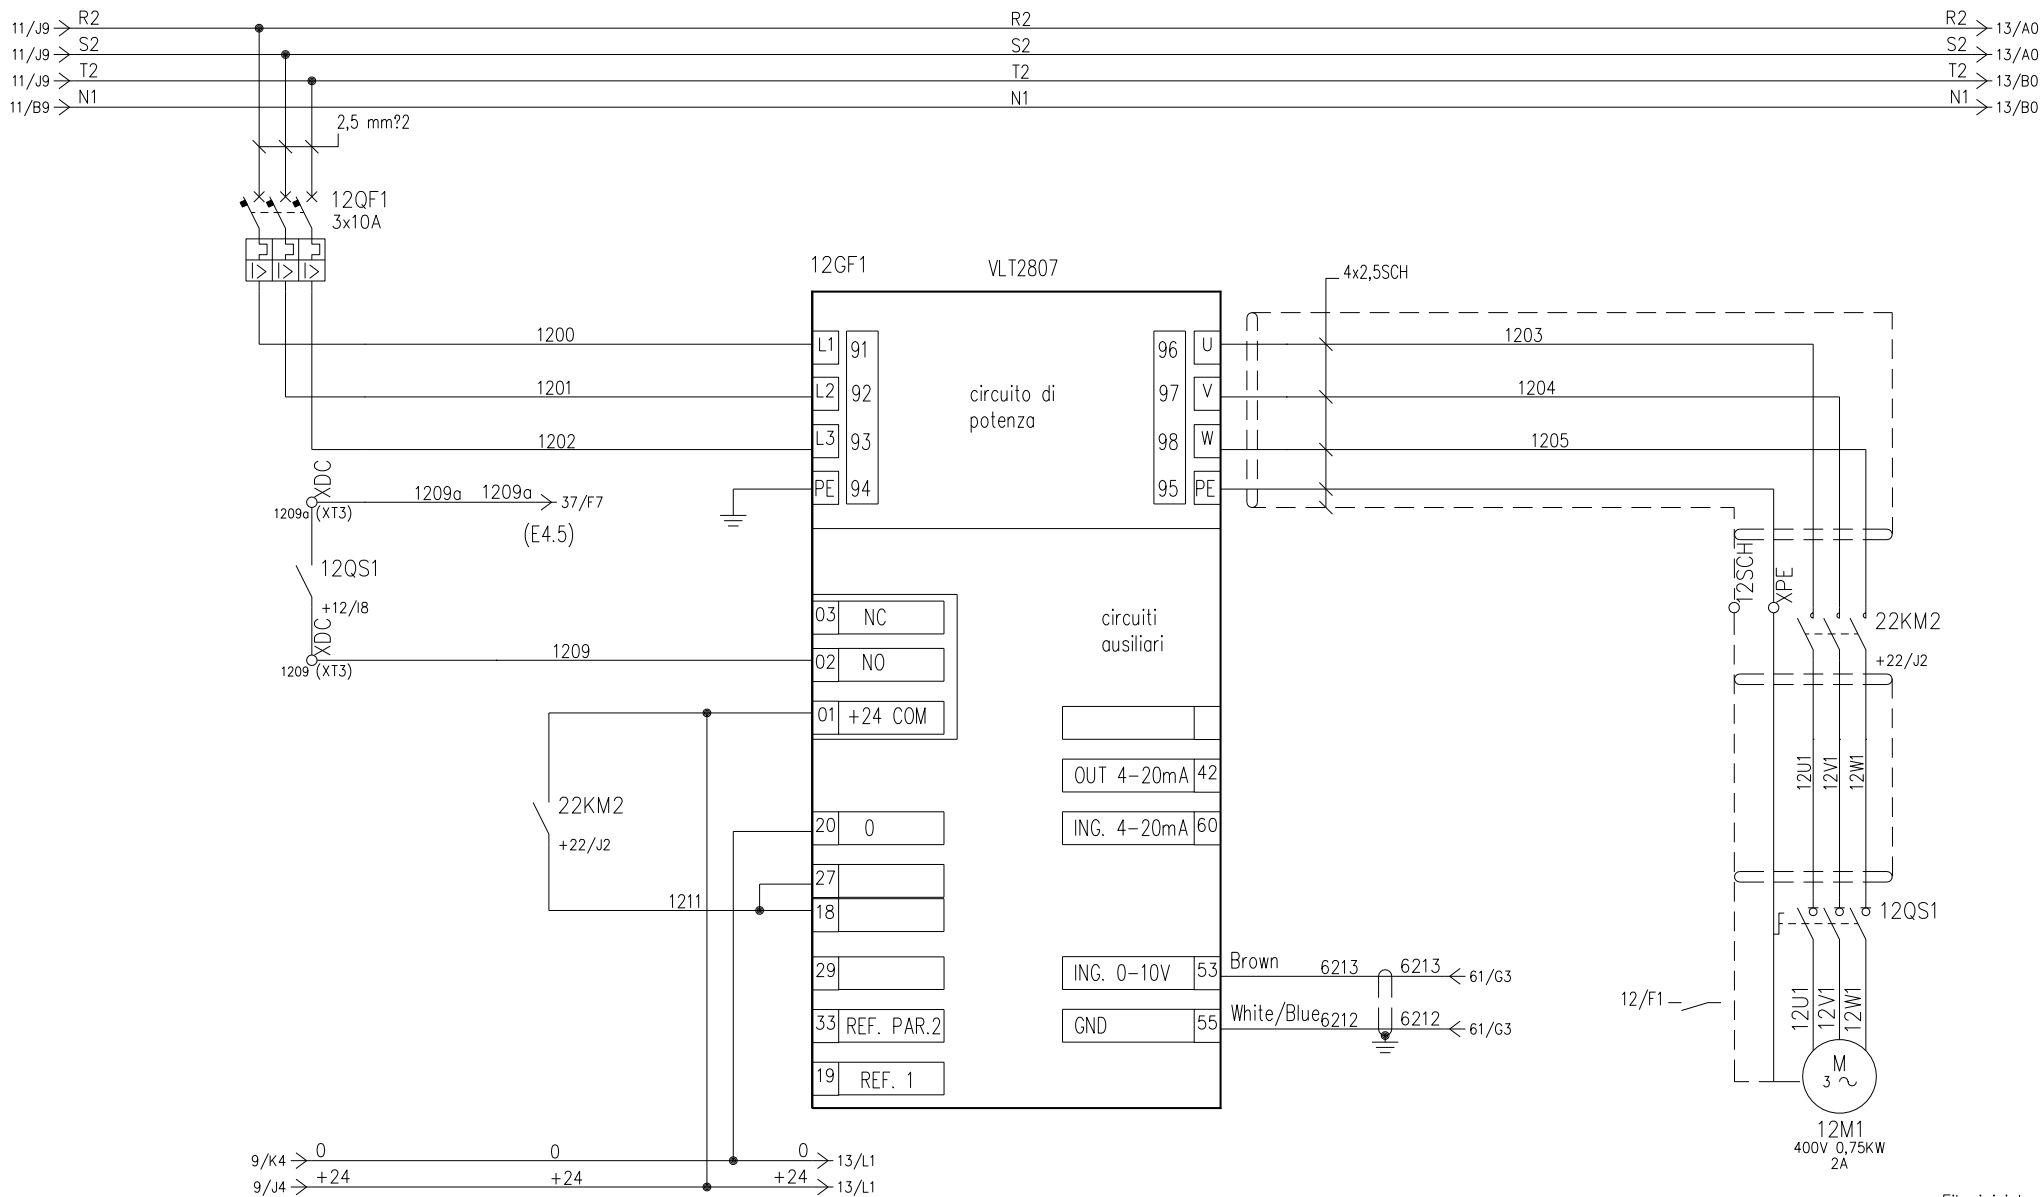 11/J9 R2 R2 R2 13/A0
11/J9 S2 S2 S2 13/A0
11/J9 T2 T2 T2 13/B0
11/B9 N1 N1 N1 13/B0
2,5 mm?2
12QF1
3x10A
12GF1 VLT2807
4x2,5SCH
1200 L1 91 96 U 1203
1201 L2 92 97 V 1204
circuito di
potenza
1202 L3 93 98 W 1205
PE 94 95 PE
XDC
1209a (XT3)
1209a 1209a 37/F7
(E4.5)
12QS1
+12/I8
XDC
1209 (XT3)
1209
03 NC
02 NO
01 +24 COM
circuiti
ausiliari
12SCH
XPE
22KM2
+22/J2
OUT 4-20mA 42
ING. 4-20mA 60
12U1
12V1
12W1
22KM2
+22/J2
20 0
27
1211
18
29
33 REF. PAR.2
19 REF. 1
12QS1
ING. 0-10V 53 Brown 6213 6213 61/G3
GND 55 White/Blue 6212 6212 61/G3
12/F1
12U1
12V1
12W1
M
3
12M1
400V 0,75KW
2A
9/K4 0 0 0 13/L1
9/J4 +24 +24 +24 13/L1